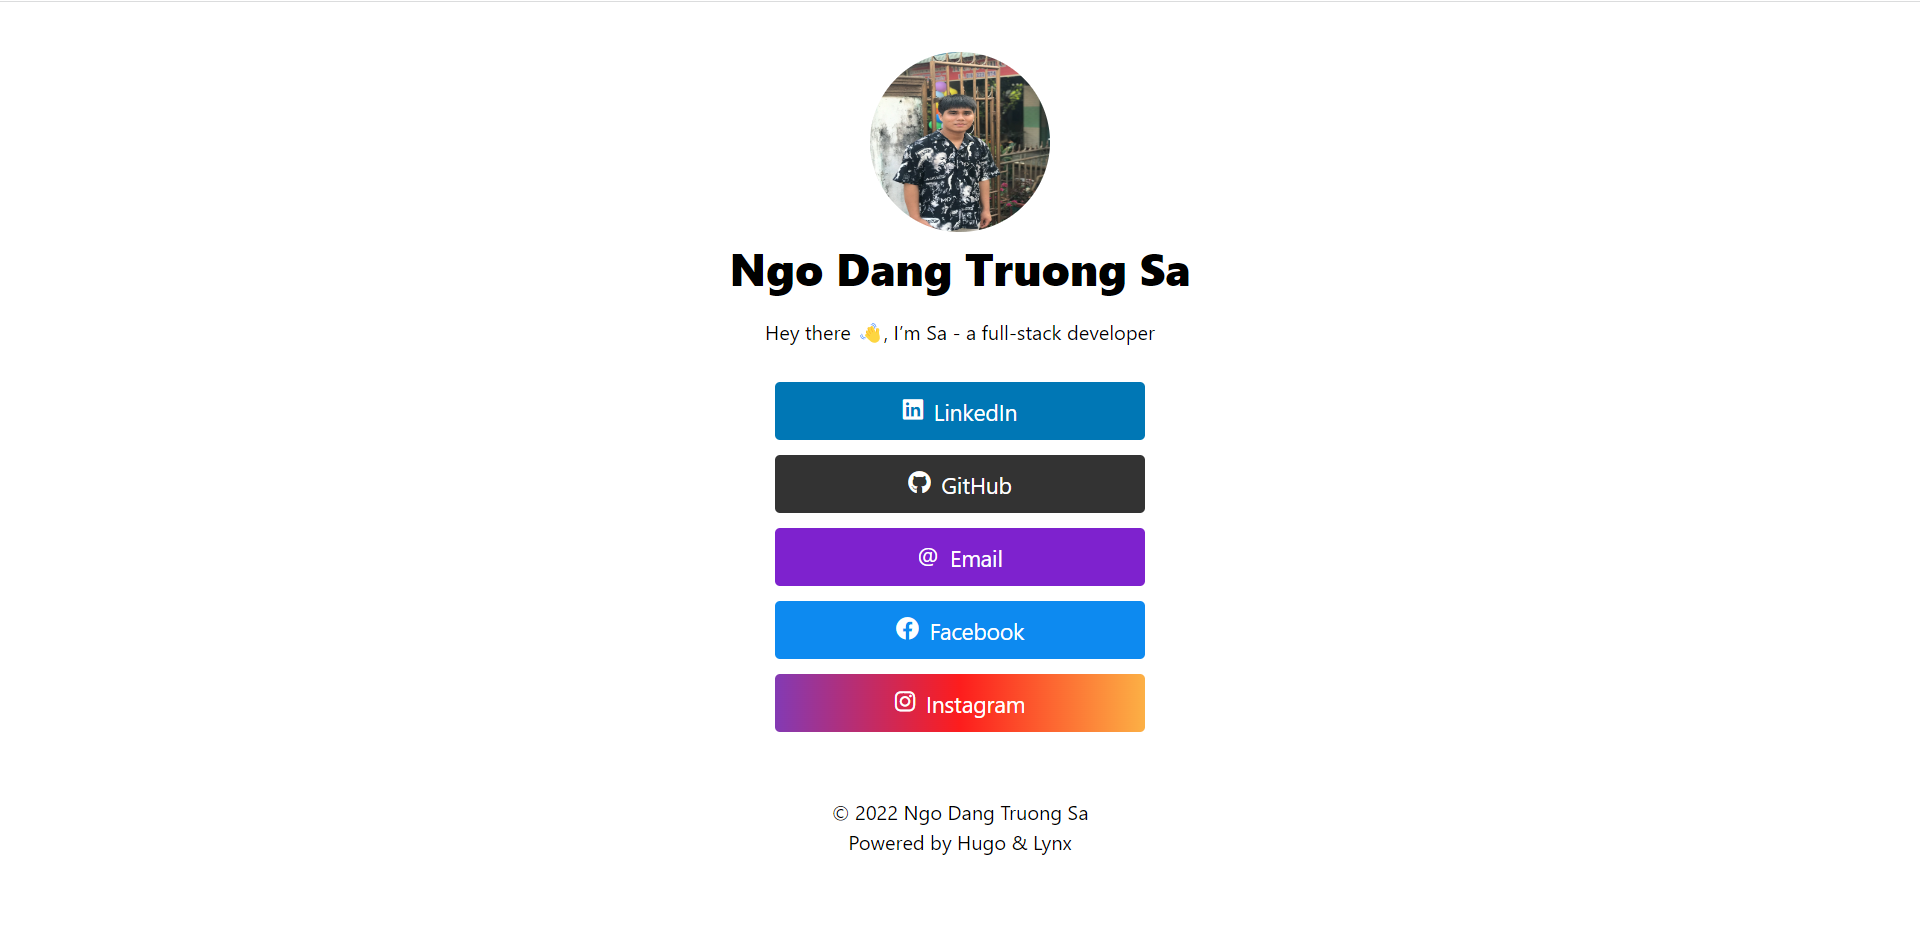 Ngo Dang Truong Sa
Hey there 👋, I’m Sa - a full-stack developer
LinkedIn
GitHub
@ Email
Facebook
Instagram
© 2022 Ngo Dang Truong Sa
Powered by Hugo & Lynx